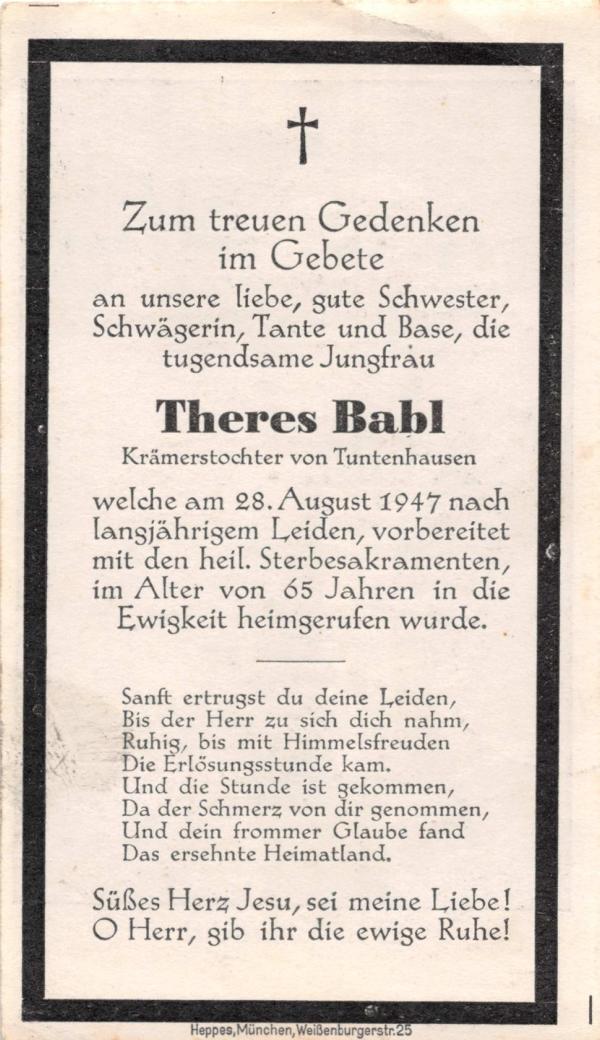 Zum treuen Gedenken
im Gebete
an unsere liebe, gute Schwester,
Schwägerin, Tante und Base, die
tugendsame Jungfrau
Theres Babl
Krämerstochter von Tuntenhausen
welche am 28. August 1947 nach
langjährigem Leiden, vorbereitet
mit den heil. Sterbesakramenten,
im Alter von 65 Jahren in die
Ewigkeit heimgerufen wurde.
Sanft ertrugst du deine Leiden,
Bis der Herr zu sich dich nahm,
Ruhig, bis mit Himmelsfreuden
Die Erlösungsstunde kam.
Und die Stunde ist gekommen,
Da der Schmerz von dir genommen,
Und dein frommer Glaube fand
Das ersehnte Heimatland.
Süßes Herz Jesu, sei meine Liebe!
O Herr, gib ihr die ewige Ruhe!
Heppes, München, Weißenburgerstr. 25